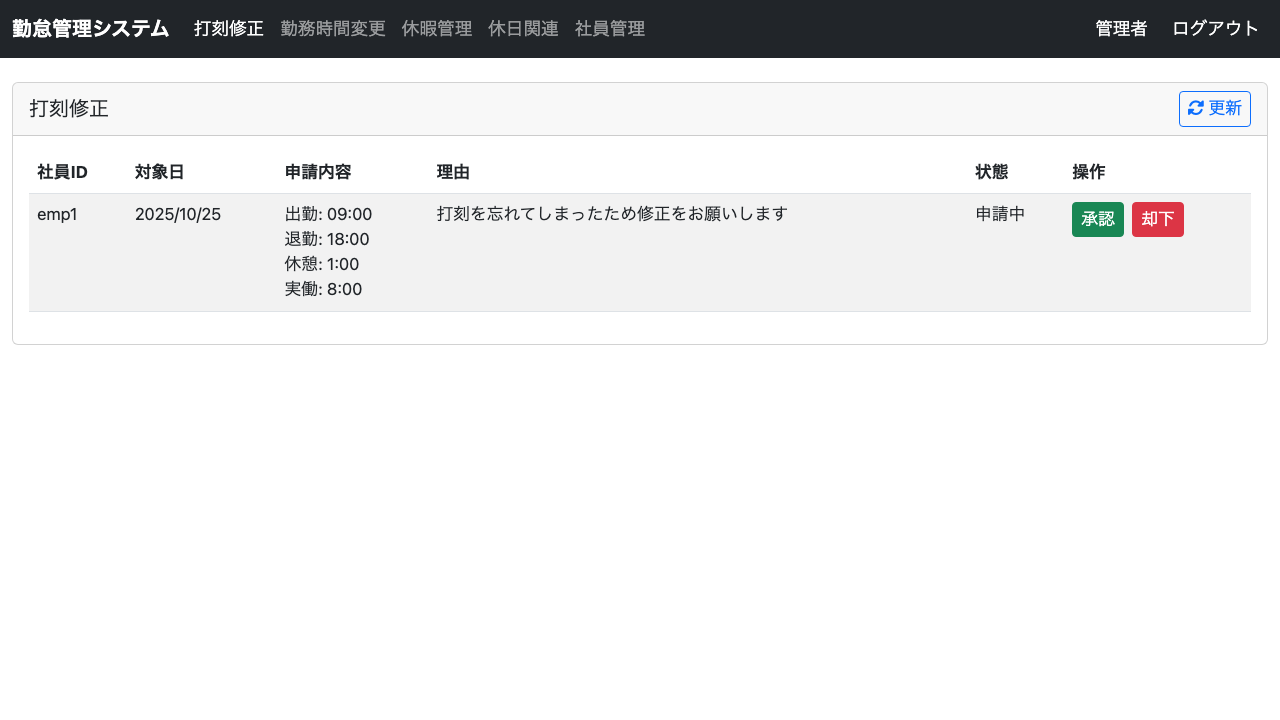 勤怠管理システム 打刻修正 勤務時間変更 休暇管理 休日関連 社員管理 管理者 ログアウト
打刻修正 更新
社員ID 対象日 申請内容 理由 状態 操作
emp1 2025/10/25 出勤: 09:00 打刻を忘れてしまったため修正をお願いします 申請中 承認 却下
退勤: 18:00
休憩: 1:00
実働: 8:00